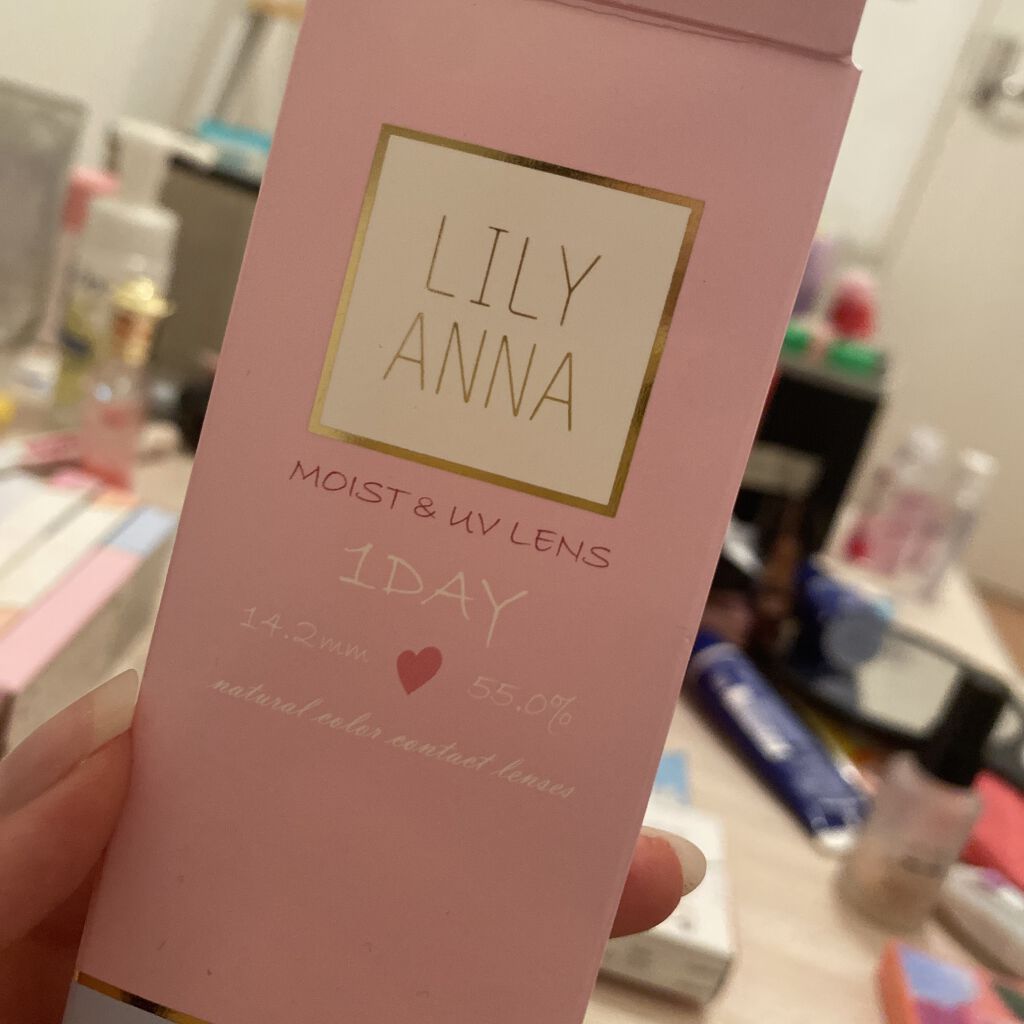 LILY
ANNA
MOIST & UV LENS
1DAY
14.2mm 55.0%
natural color contact lenses